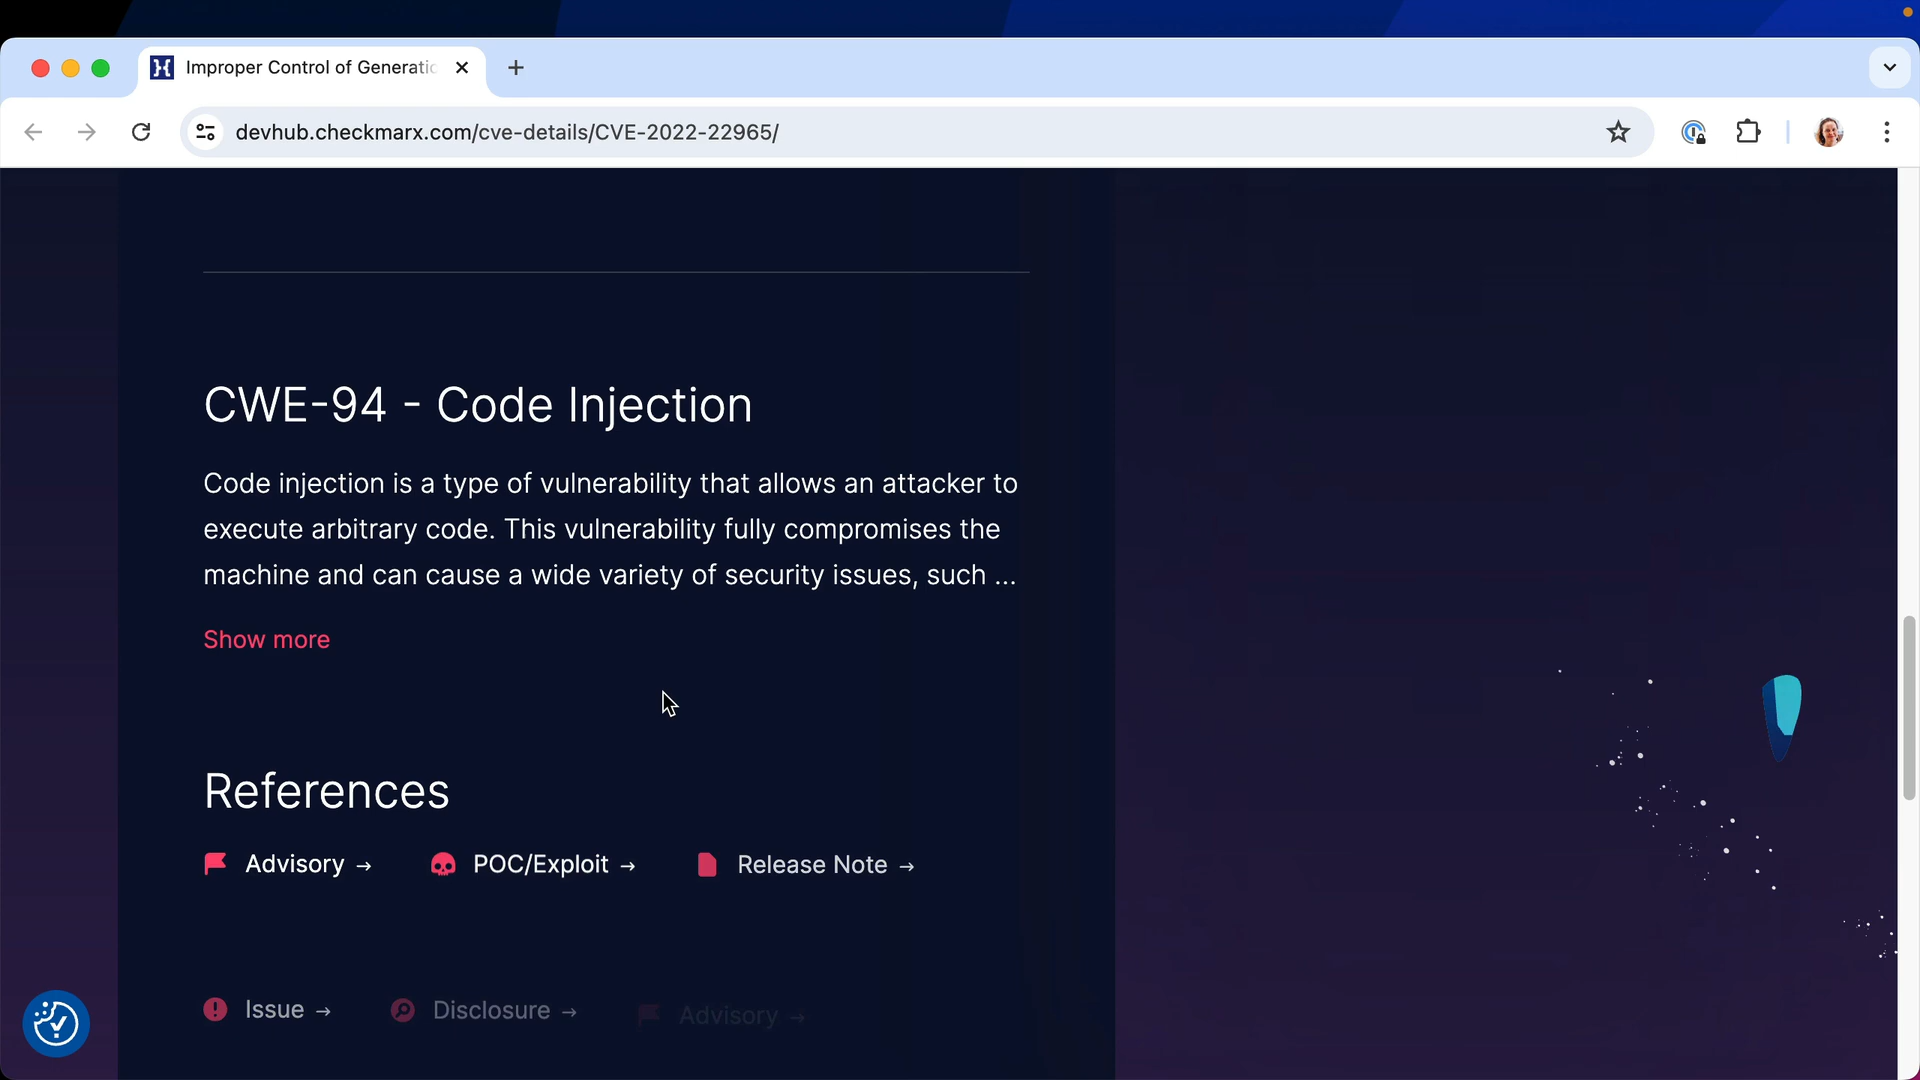 Improper Control of Generatic
devhub.checkmarx.com/cve-details/CVE-2022-22965/
CWE-94 - Code Injection
Code injection is a type of vulnerability that allows an attacker to
execute arbitrary code. This vulnerability fully compromises the
machine and can cause a wide variety of security issues, such ...
Show more
References
Advisory → POC/Exploit → Release Note →
Issue → Disclosure → Advisory →